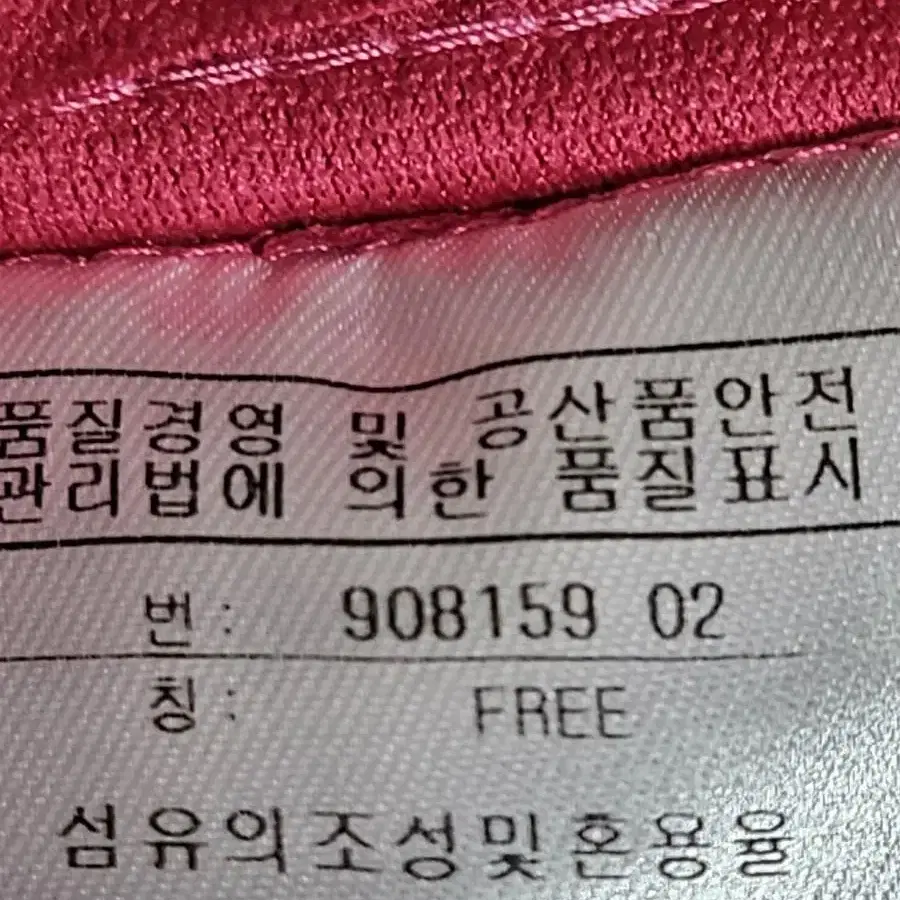 품질경영 및 공산품안전
관리법에 의한 품질표시
번: 908159 02
칭: FREE
섬유의조성및혼용율